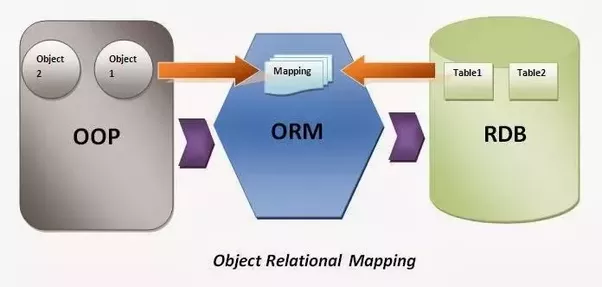 Object
2
Object
1
Mapping
Table1
Table2
OOP
ORM
RDB
Object Relational Mapping